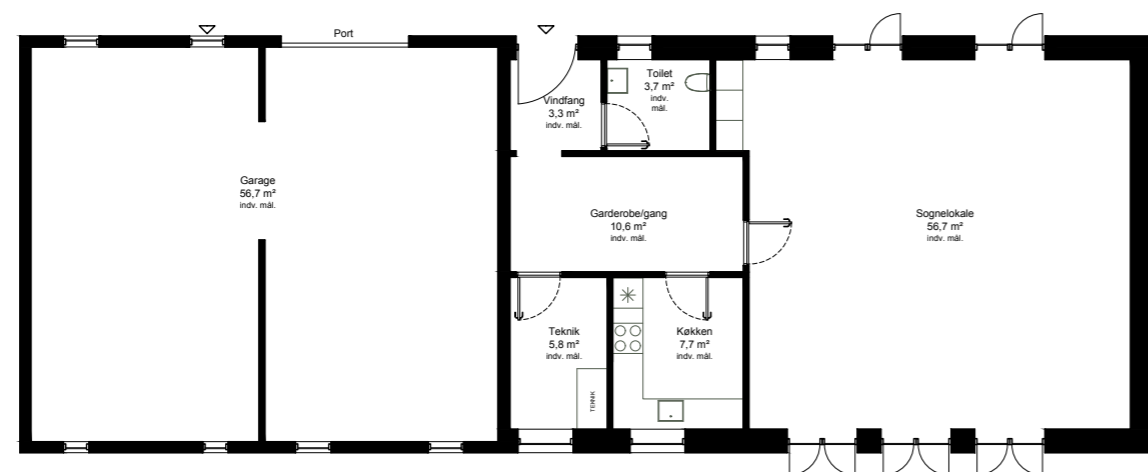 Port
Toilet
3,7 m²
indv.
mål.
Vindfang
3,3 m²
indv. mål.
Garage
56,7 m²
indv. mål.
Garderobe/gang
10,6 m²
indv. mål.
Sognelokale
56,7 m²
indv. mål.
Teknik
5,8 m²
indv. mål.
Køkken
7,7 m²
indv. mål.
TEKNIK